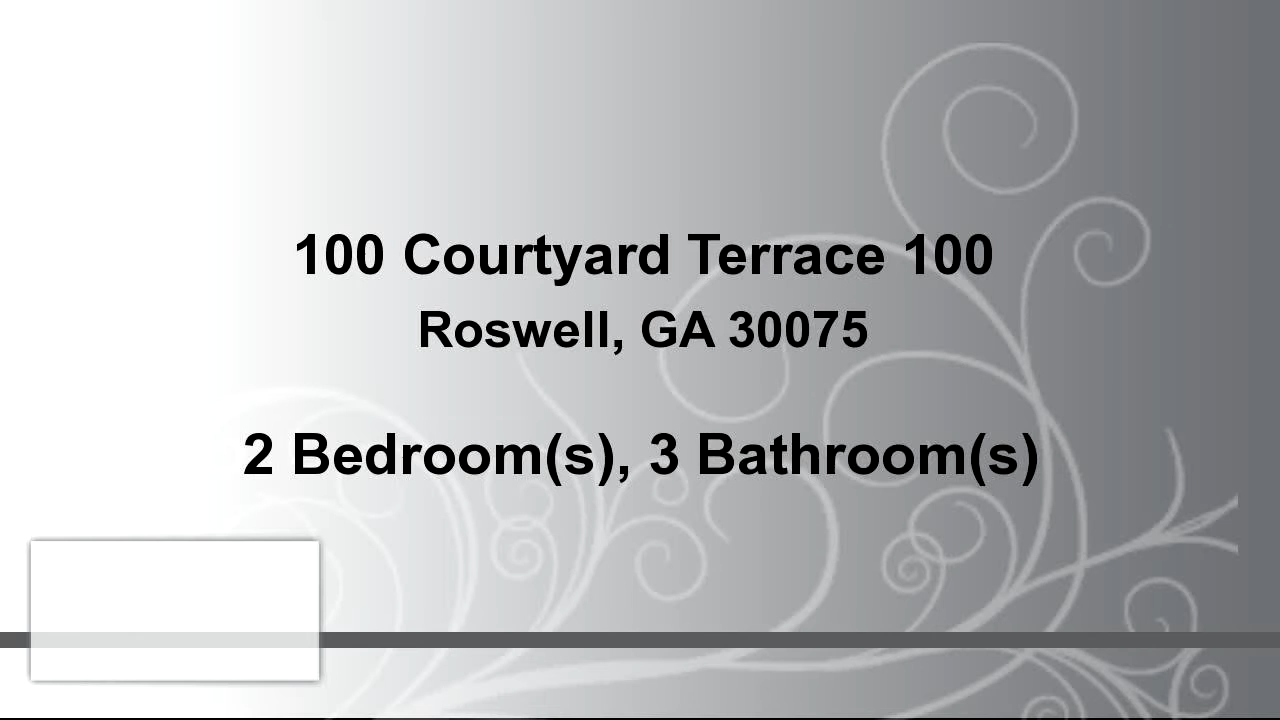 100 Courtyard Terrace 100
Roswell, GA 30075
2 Bedroom(s), 3 Bathroom(s)